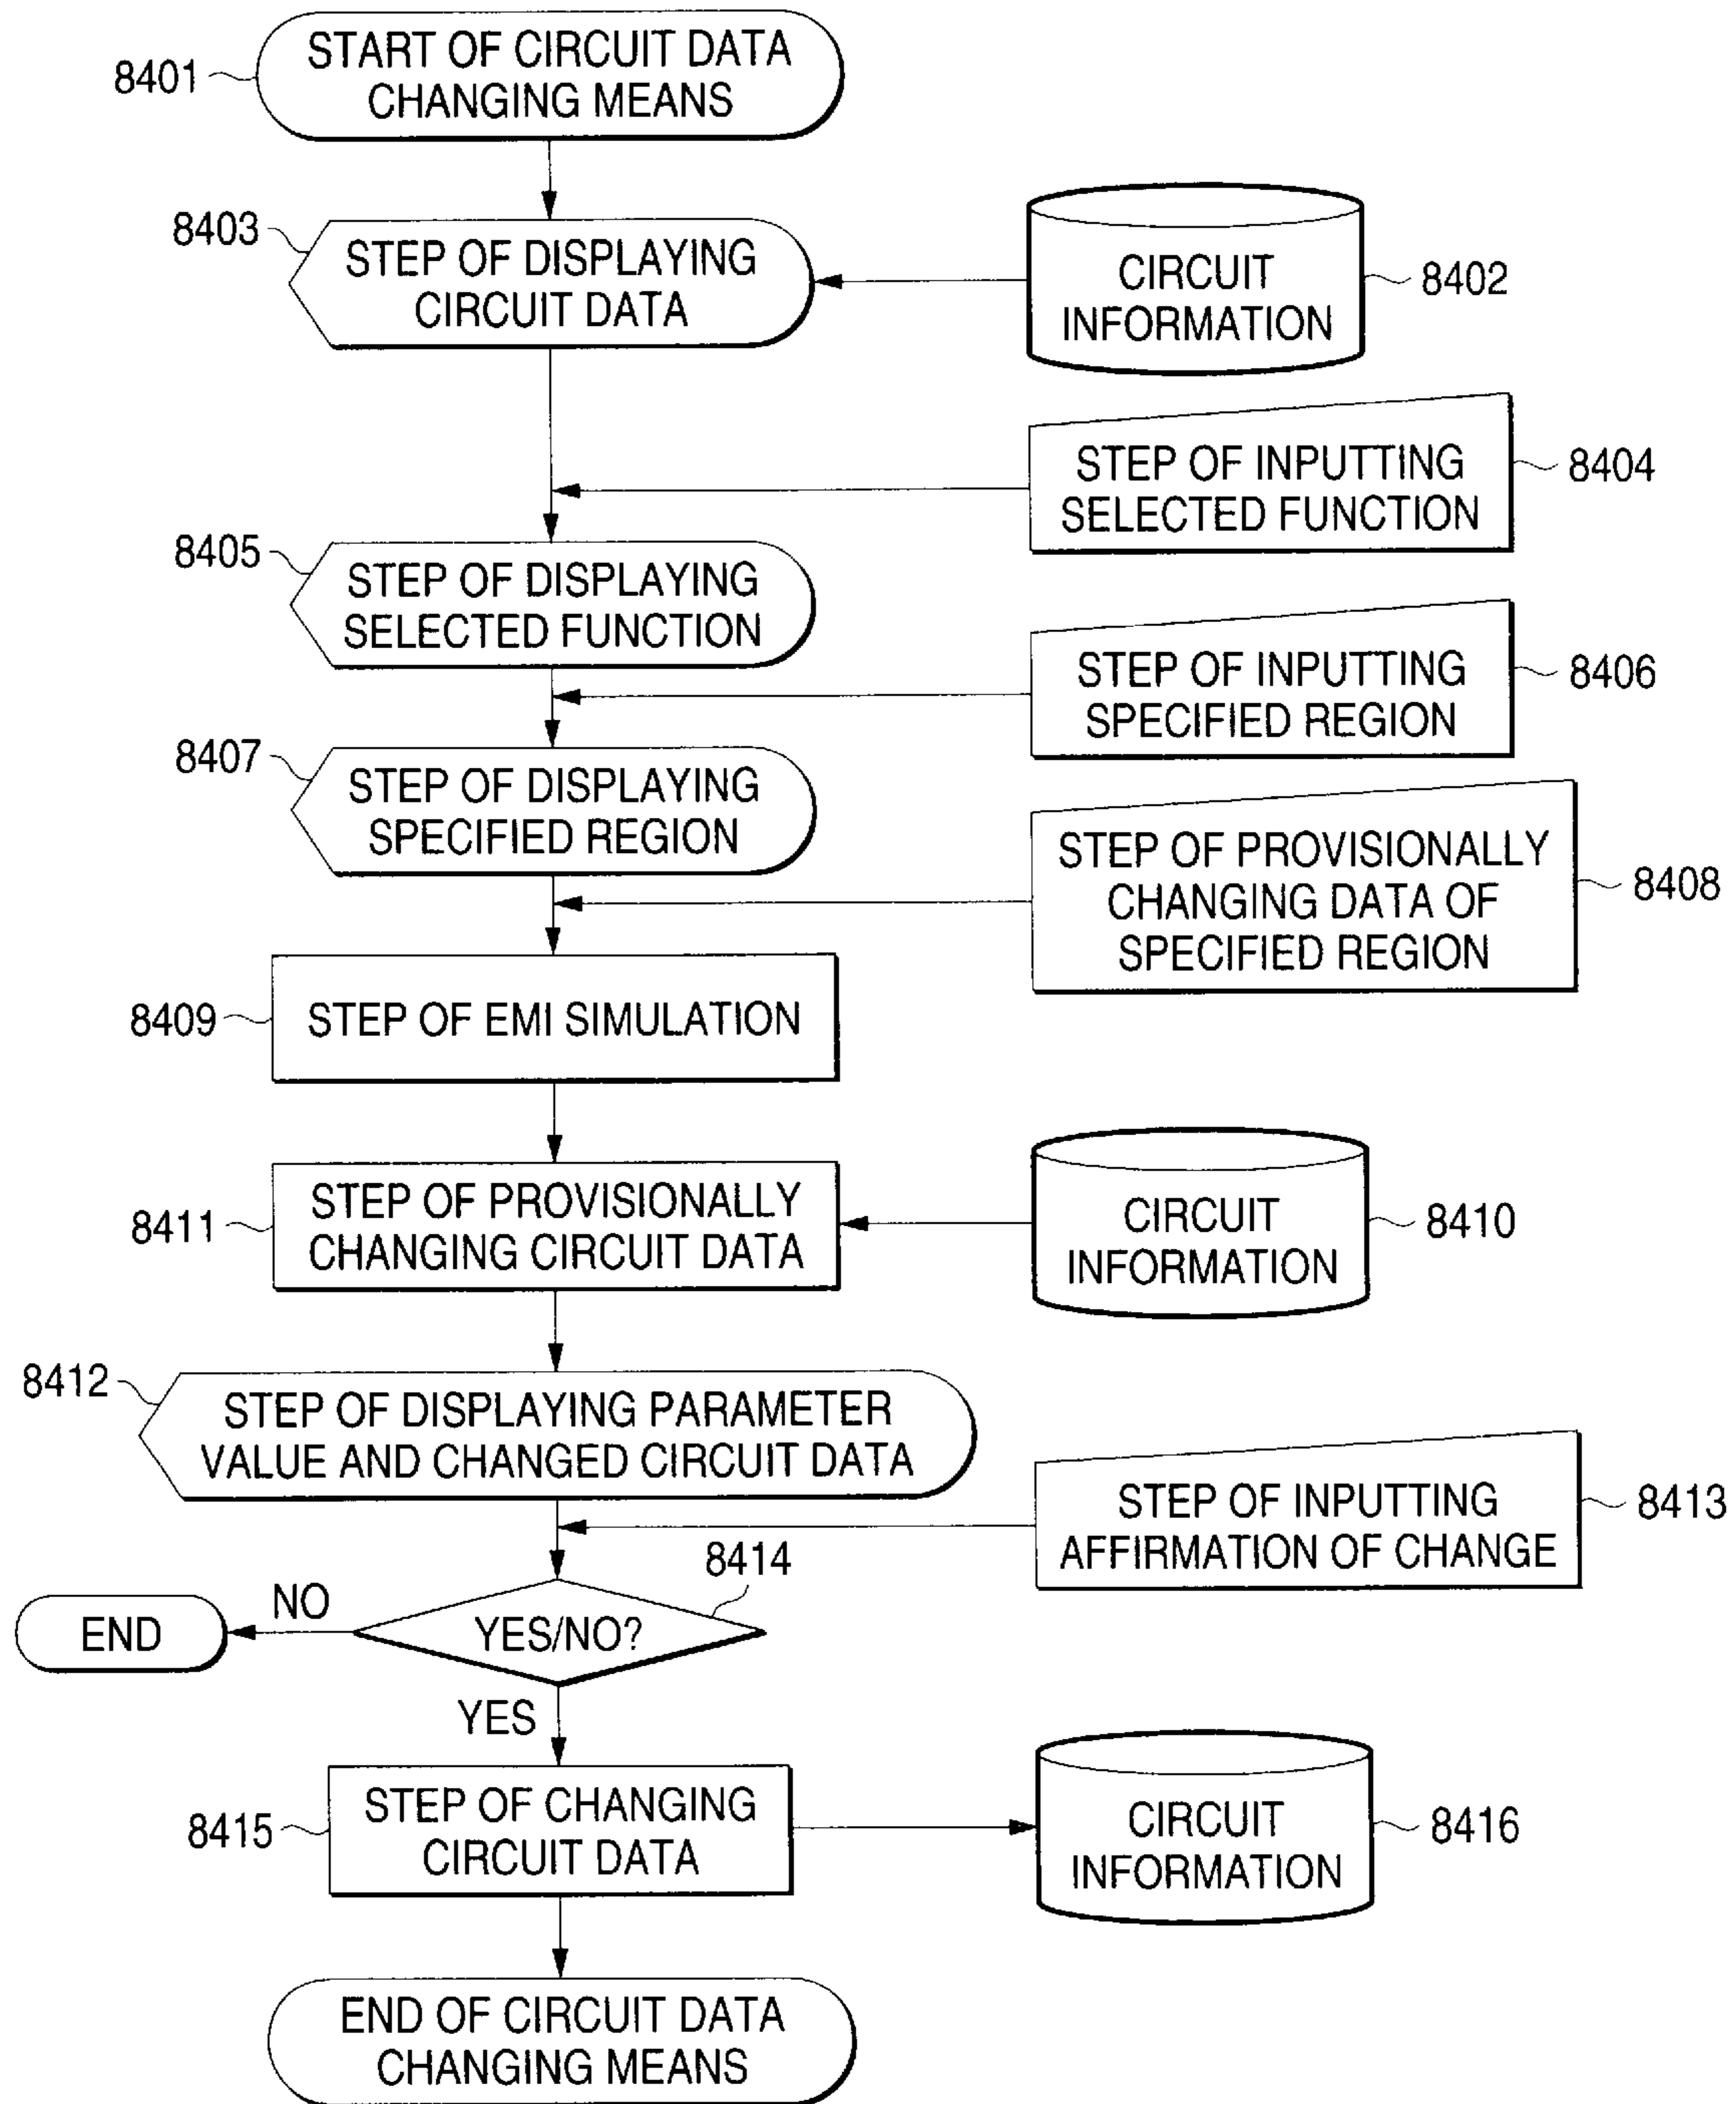 8401
START OF CIRCUIT DATA
CHANGING MEANS
8403
STEP OF DISPLAYING
CIRCUIT DATA
CIRCUIT
INFORMATION
8402
STEP OF INPUTTING
SELECTED FUNCTION
8404
8405
STEP OF DISPLAYING
SELECTED FUNCTION
STEP OF INPUTTING
SPECIFIED REGION
8406
8407
STEP OF DISPLAYING
SPECIFIED REGION
STEP OF PROVISIONALLY
CHANGING DATA OF
SPECIFIED REGION
8408
8409
STEP OF EMI SIMULATION
8411
STEP OF PROVISIONALLY
CHANGING CIRCUIT DATA
CIRCUIT
INFORMATION
8410
8412
STEP OF DISPLAYING PARAMETER
VALUE AND CHANGED CIRCUIT DATA
STEP OF INPUTTING
AFFIRMATION OF CHANGE
8413
8414
END
NO
YES/NO?
YES
8415
STEP OF CHANGING
CIRCUIT DATA
CIRCUIT
INFORMATION
8416
END OF CIRCUIT DATA
CHANGING MEANS